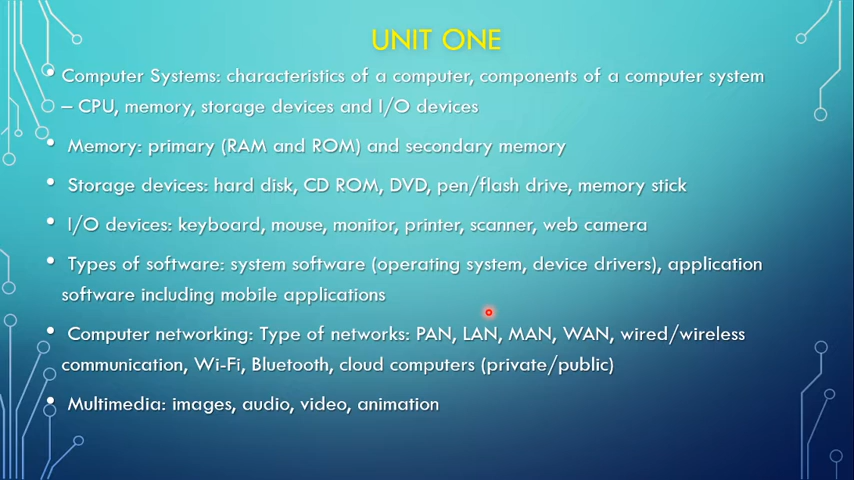 UNIT ONE
• Computer Systems: characteristics of a computer, components of a computer system
– CPU, memory, storage devices and I/O devices
• Memory: primary (RAM and ROM) and secondary memory
• Storage devices: hard disk, CD ROM, DVD, pen/flash drive, memory stick
• I/O devices: keyboard, mouse, monitor, printer, scanner, web camera
• Types of software: system software (operating system, device drivers), application
software including mobile applications
• Computer networking: Type of networks: PAN, LAN, MAN, WAN, wired/wireless
communication, Wi-Fi, Bluetooth, cloud computers (private/public)
• Multimedia: images, audio, video, animation